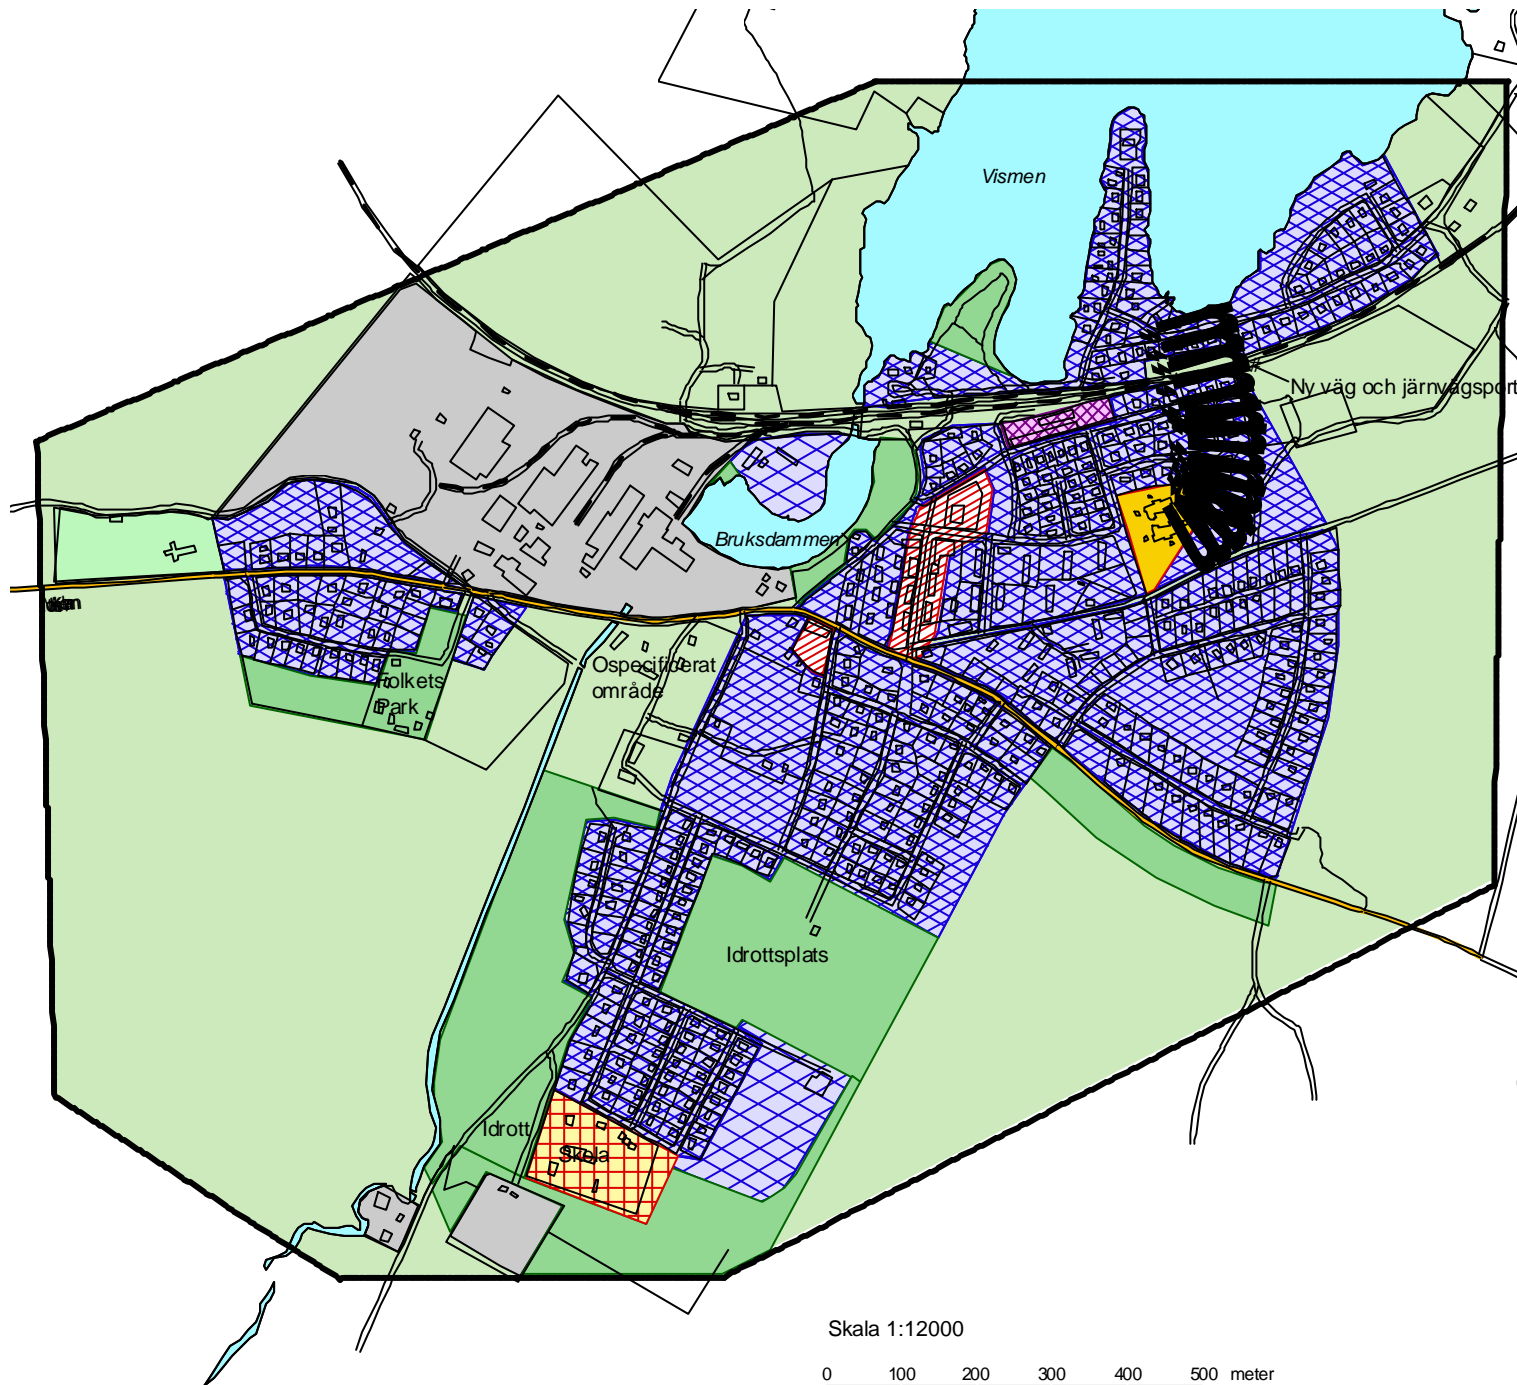 Vismen
Ny väg och järnvägsport
Bruksdammen
Ospecificerat
område
Folkets
Park
Idrottsplats
Idrott
Skola
Skala 1:12000
0 100 200 300 400 500 meter